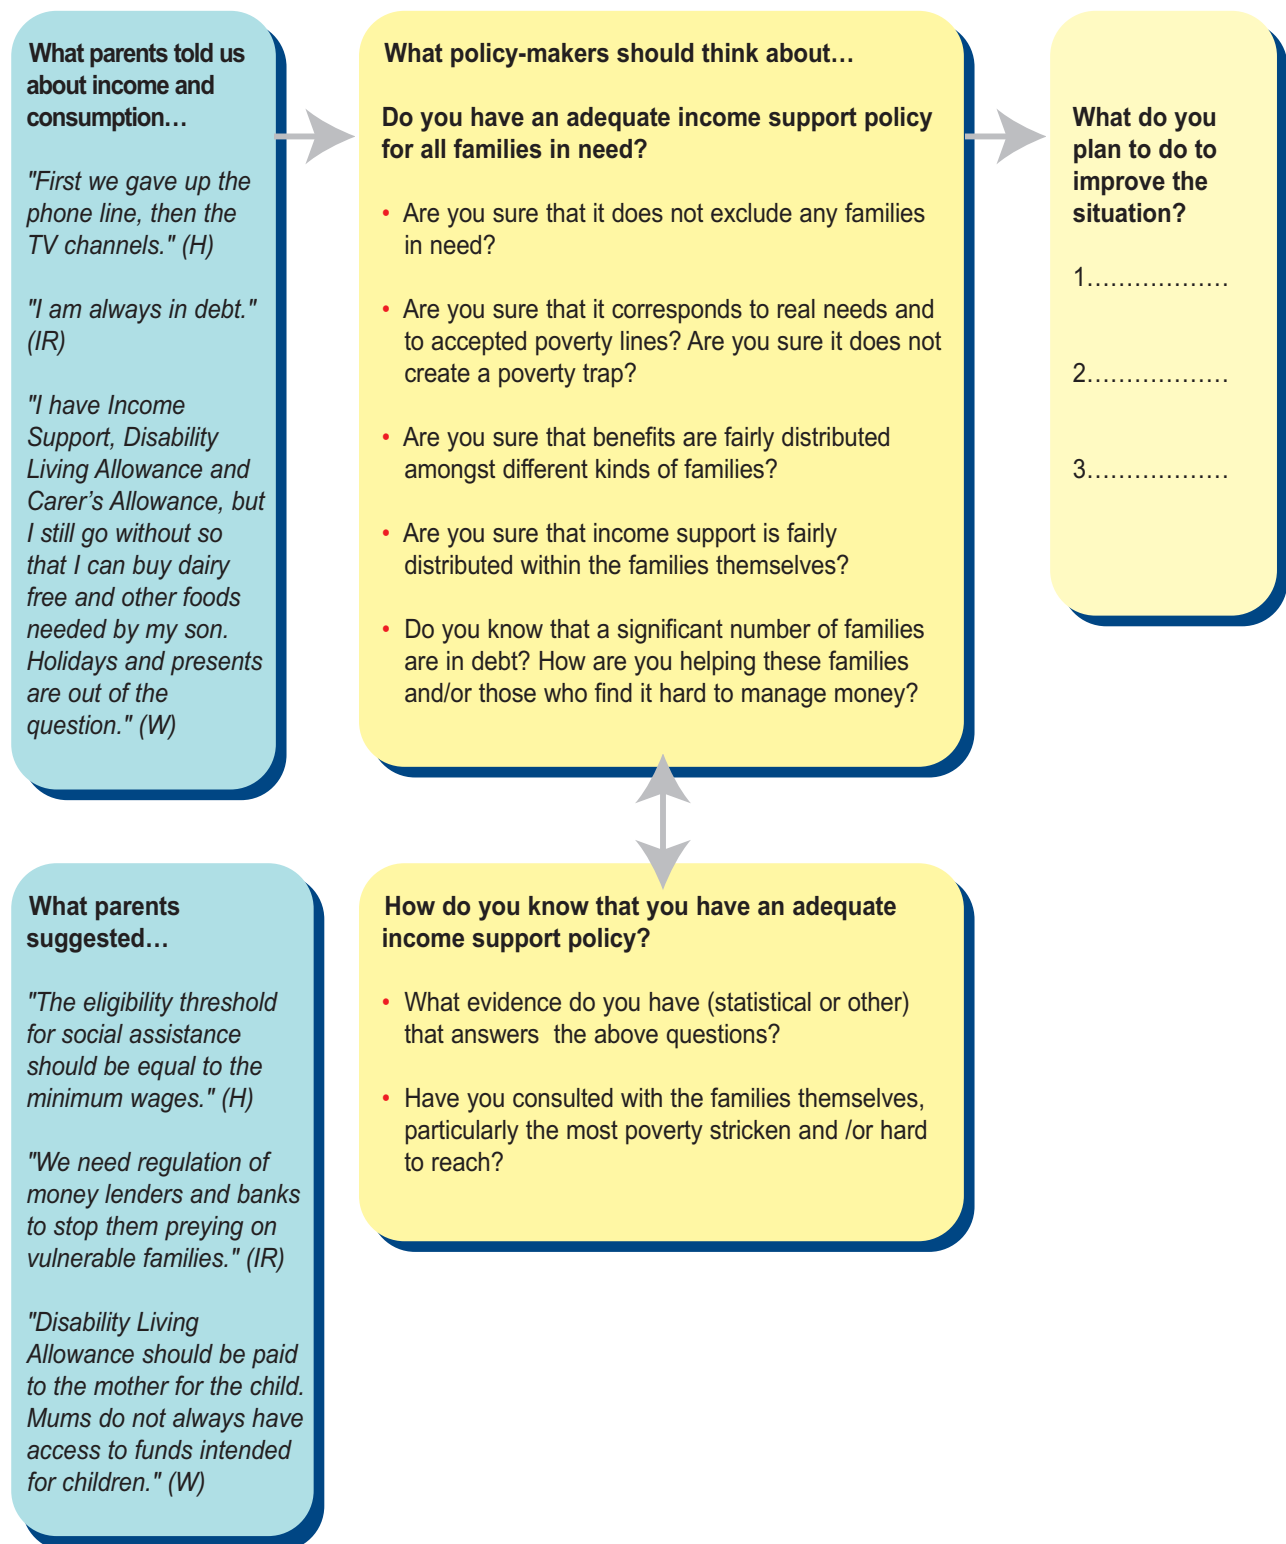 What parents told us
about income and
consumption…
"First we gave up the
phone line, then the
TV channels." (H)
"I am always in debt."
(IR)
"I have Income
Support, Disability
Living Allowance and
Carer's Allowance, but
I still go without so
that I can buy dairy
free and other foods
needed by my son.
Holidays and presents
are out of the
question." (W)
What policy-makers should think about…
Do you have an adequate income support policy
for all families in need?
• Are you sure that it does not exclude any families
in need?
• Are you sure that it corresponds to real needs and
to accepted poverty lines? Are you sure it does not
create a poverty trap?
• Are you sure that benefits are fairly distributed
amongst different kinds of families?
• Are you sure that income support is fairly
distributed within the families themselves?
• Do you know that a significant number of families
are in debt? How are you helping these families
and/or those who find it hard to manage money?
What do you
plan to do to
improve the
situation?
1………………
2………………
3………………
What parents
suggested…
"The eligibility threshold
for social assistance
should be equal to the
minimum wages." (H)
"We need regulation of
money lenders and banks
to stop them preying on
vulnerable families." (IR)
"Disability Living
Allowance should be paid
to the mother for the child.
Mums do not always have
access to funds intended
for children." (W)
How do you know that you have an adequate
income support policy?
• What evidence do you have (statistical or other)
that answers  the above questions?
• Have you consulted with the families themselves,
particularly the most poverty stricken and /or hard
to reach?